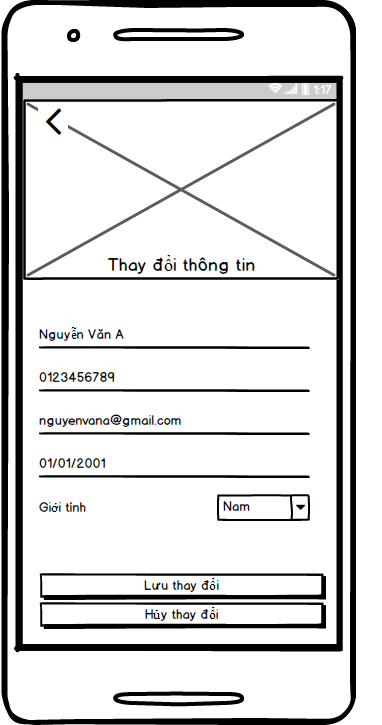 1:17
Thay đổi thông tin
Nguyễn Văn A
0123456789
nguyenvana@gmail.com
01/01/2001
Giới tính
Nam
Lưu thay đổi
Hủy thay đổi